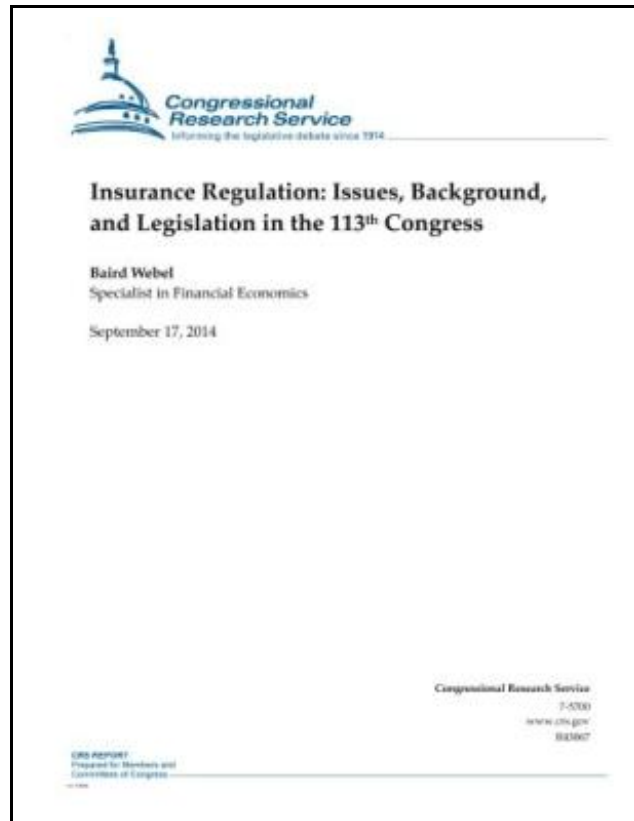 Congressional
Research Service
Informing the legislative debate since 1914
Insurance Regulation: Issues, Background,
and Legislation in the 113th Congress
Baird Webel
Specialist in Financial Economics
September 17, 2014
Congressional Research Service
7-5700
www.crs.gov
CRS REPORT
Prepared for Members and
Committees of Congress